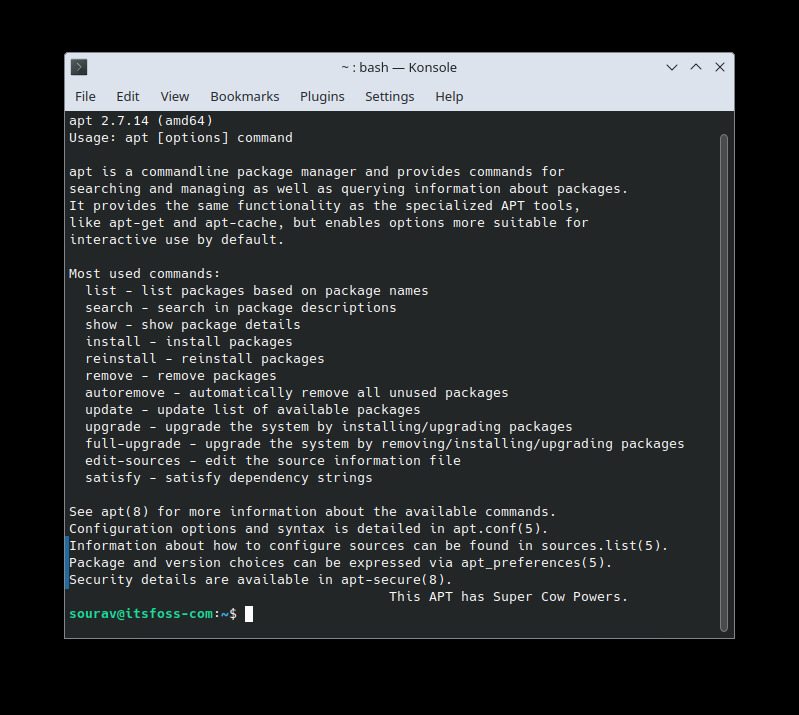 ~ : bash — Konsole
File Edit View Bookmarks Plugins Settings Help
apt 2.7.14 (amd64)
Usage: apt [options] command
apt is a commandline package manager and provides commands for
searching and managing as well as querying information about packages.
It provides the same functionality as the specialized APT tools,
like apt-get and apt-cache, but enables options more suitable for
interactive use by default.
Most used commands:
list - list packages based on package names
search - search in package descriptions
show - show package details
install - install packages
reinstall - reinstall packages
remove - remove packages
autoremove - automatically remove all unused packages
update - update list of available packages
upgrade - upgrade the system by installing/upgrading packages
full-upgrade - upgrade the system by removing/installing/upgrading packages
edit-sources - edit the source information file
satisfy - satisfy dependency strings
See apt(8) for more information about the available commands.
Configuration options and syntax is detailed in apt.conf(5).
Information about how to configure sources can be found in sources.list(5).
Package and version choices can be expressed via apt_preferences(5).
Security details are available in apt-secure(8).
This APT has Super Cow Powers.
sourav@itsfoss-com:~$